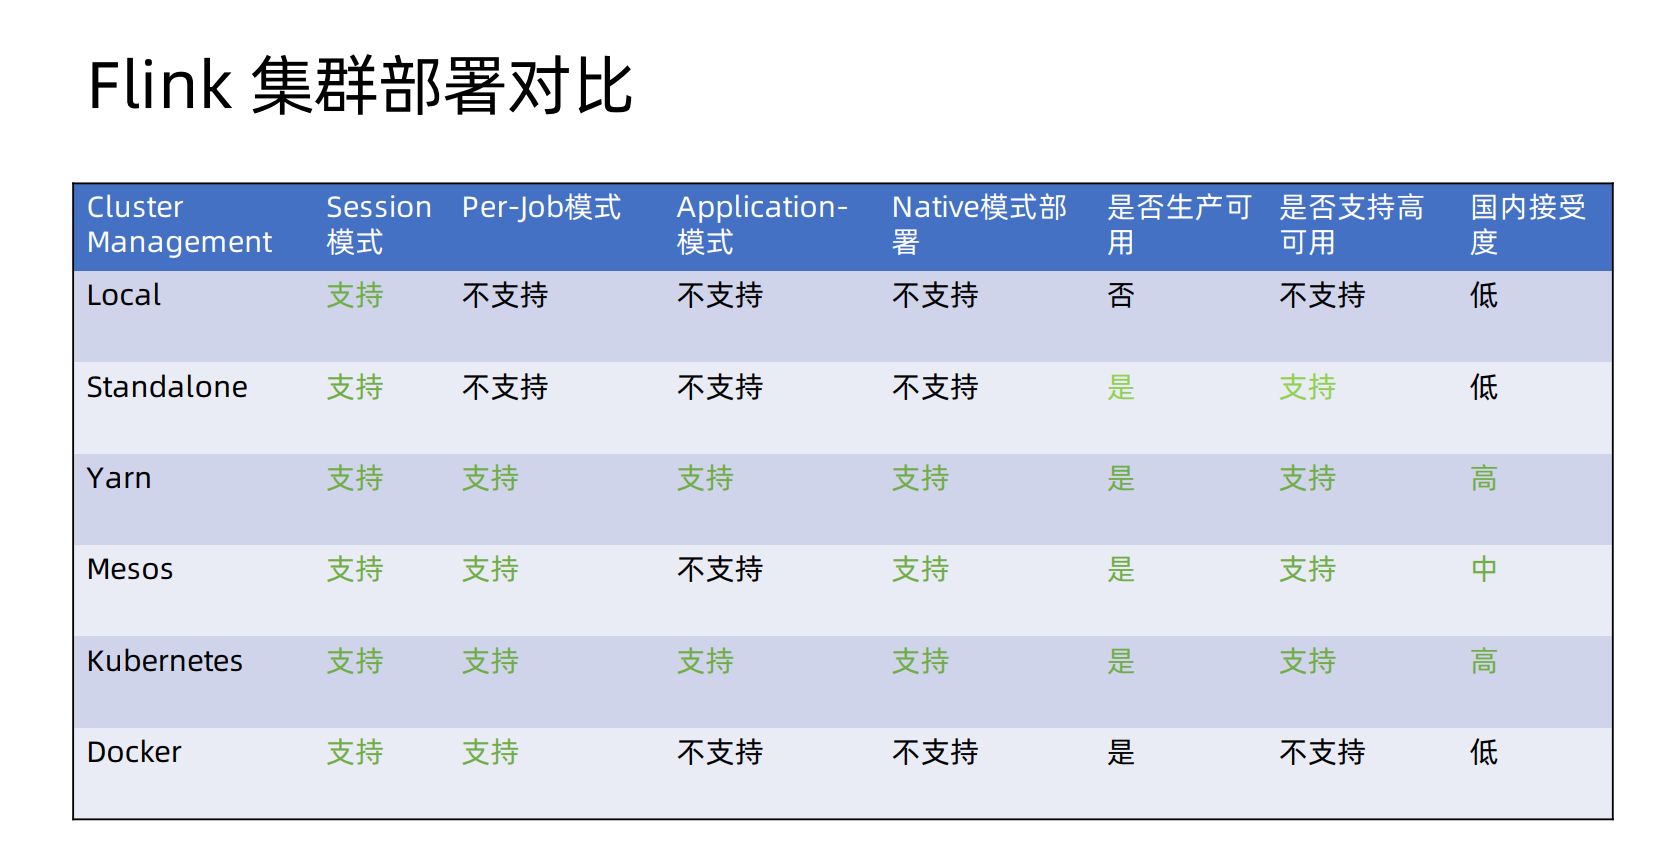 Flink 集群部署对比
Cluster Management Session模式 Per-Job模式 Application-模式 Native模式部署 是否生产可用 是否支持高可用 国内接受度
Local 支持 不支持 不支持 不支持 否 不支持 低
Standalone 支持 不支持 不支持 不支持 是 支持 低
Yarn 支持 支持 支持 支持 是 支持 高
Mesos 支持 支持 不支持 支持 是 支持 中
Kubernetes 支持 支持 支持 支持 是 支持 高
Docker 支持 支持 不支持 不支持 是 不支持 低